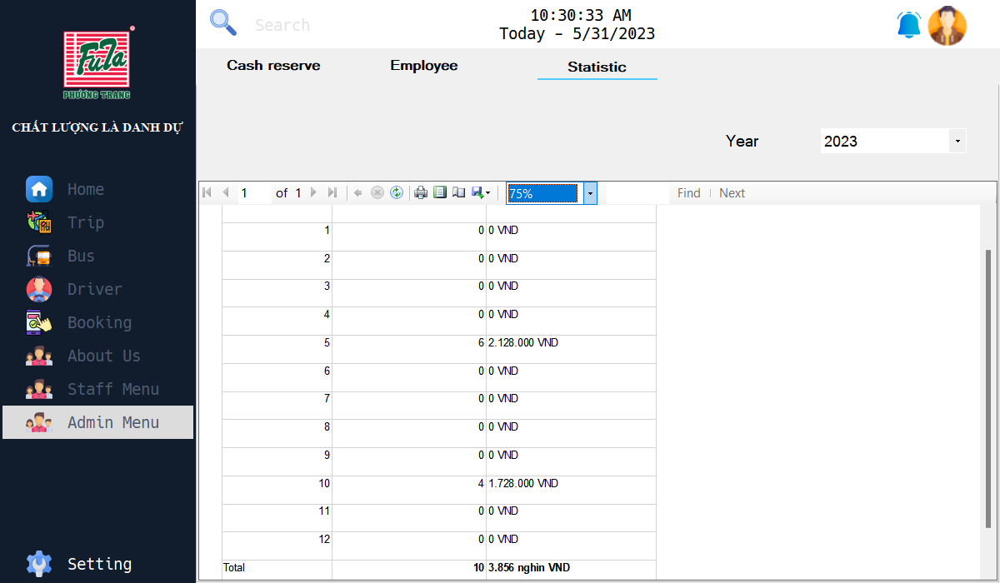 FuTa
PHƯƠNG TRANG
CHẤT LƯỢNG LÀ DANH DỰ
Home
Trip
Bus
Driver
Booking
About Us
Staff Menu
Admin Menu
Setting
Search
10:30:33 AM
Today - 5/31/2023
Cash reserve Employee Statistic
Year 2023
1 of 1 75% Find Next
1 0 0 VND
2 0 0 VND
3 0 0 VND
4 0 0 VND
5 6 2.128.000 VND
6 0 0 VND
7 0 0 VND
8 0 0 VND
9 0 0 VND
10 4 1.728.000 VND
11 0 0 VND
12 0 0 VND
Total 10 3.856 nghìn VND